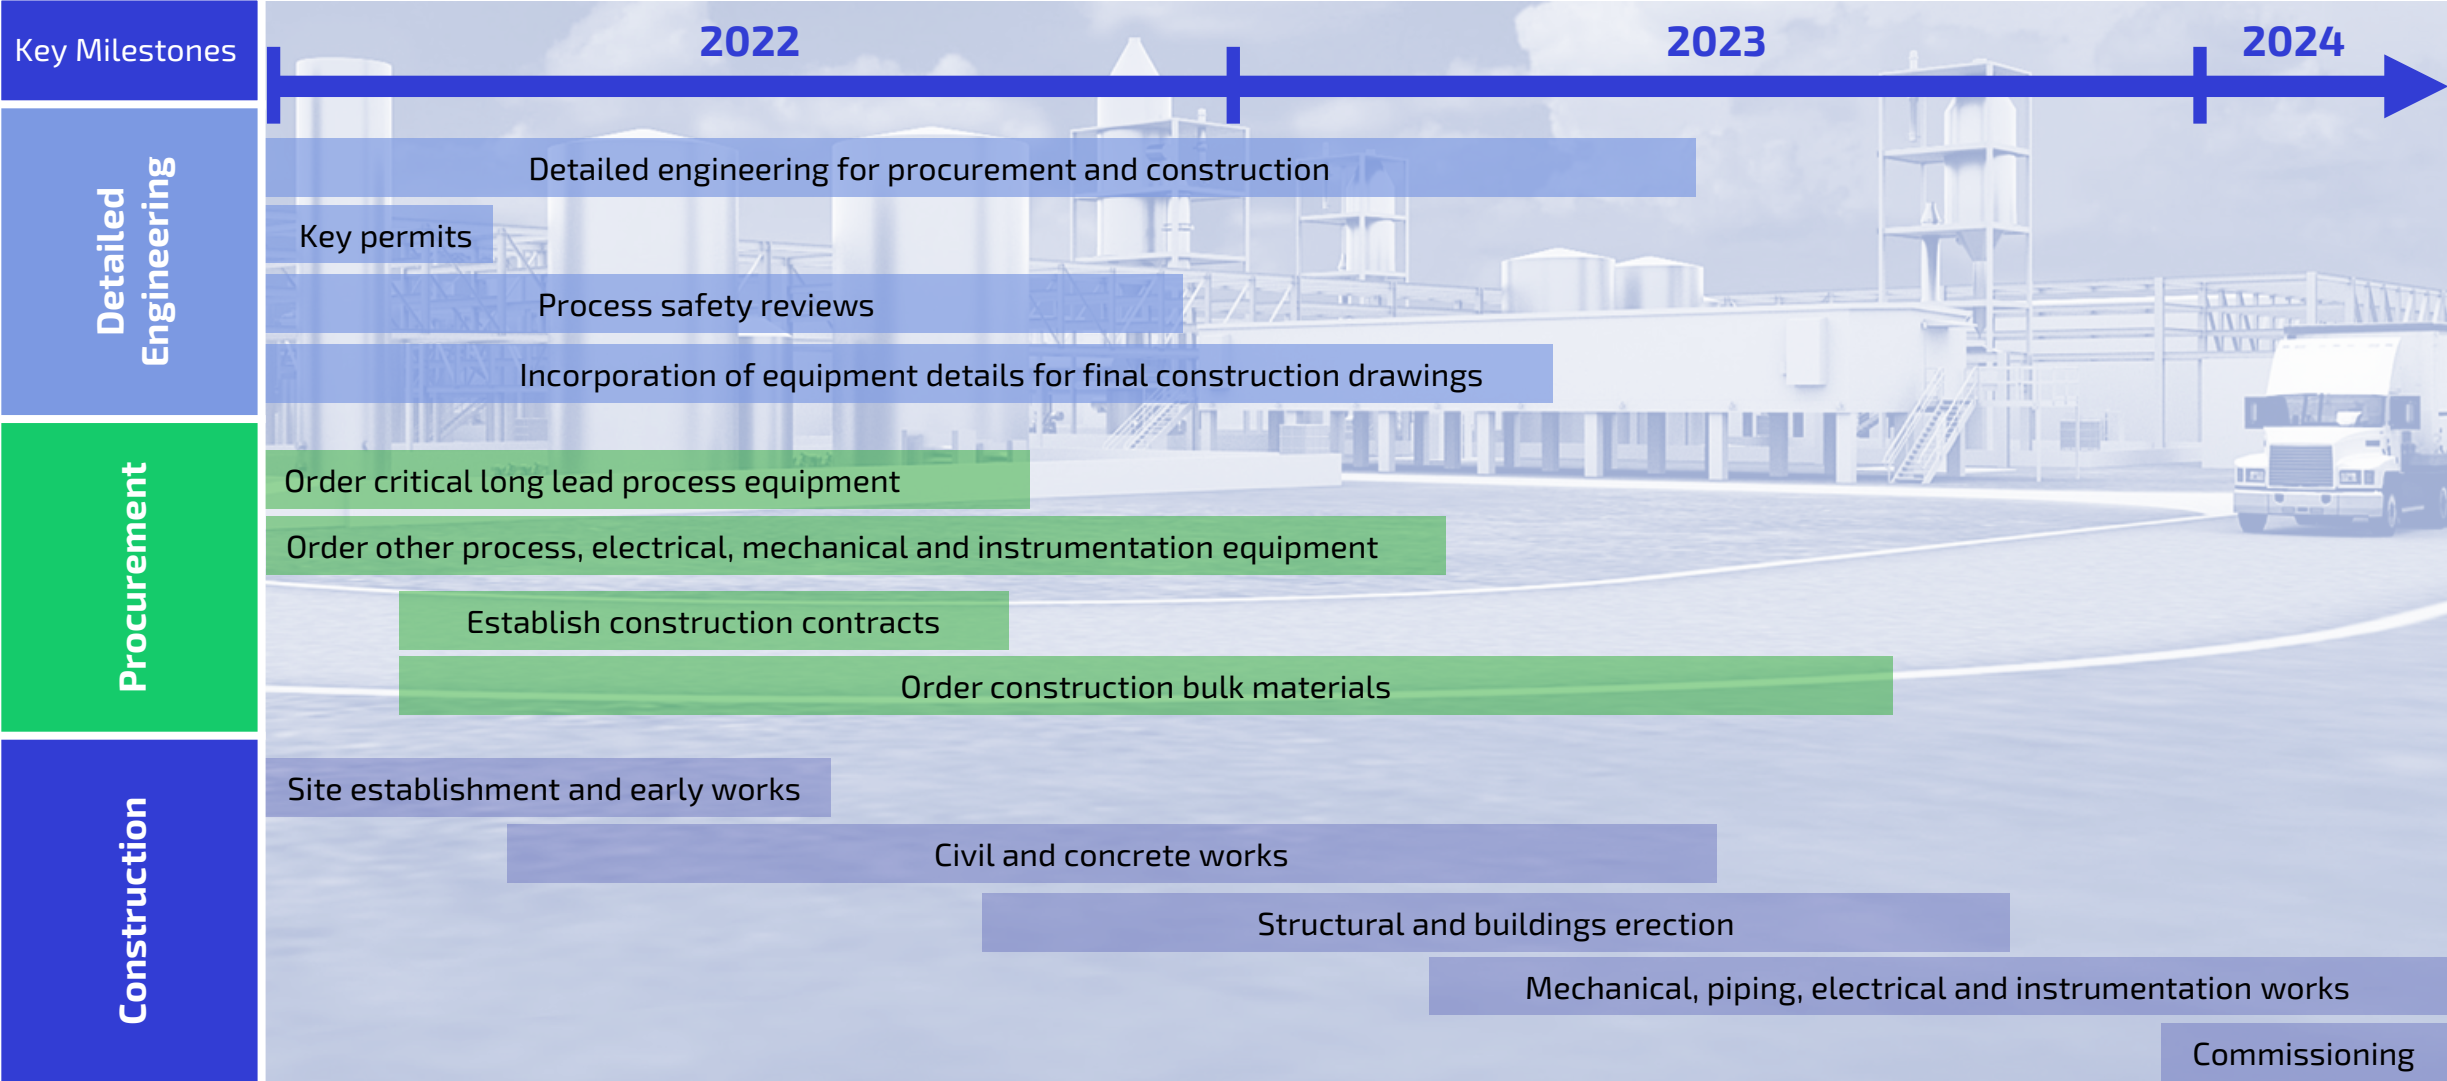 Key Milestones
2022
2023
2024
Detailed
Engineering
Detailed engineering for procurement and construction
Key permits
Process safety reviews
Incorporation of equipment details for final construction drawings
Procurement
Order critical long lead process equipment
Order other process, electrical, mechanical and instrumentation equipment
Establish construction contracts
Order construction bulk materials
Construction
Site establishment and early works
Civil and concrete works
Structural and buildings erection
Mechanical, piping, electrical and instrumentation works
Commissioning